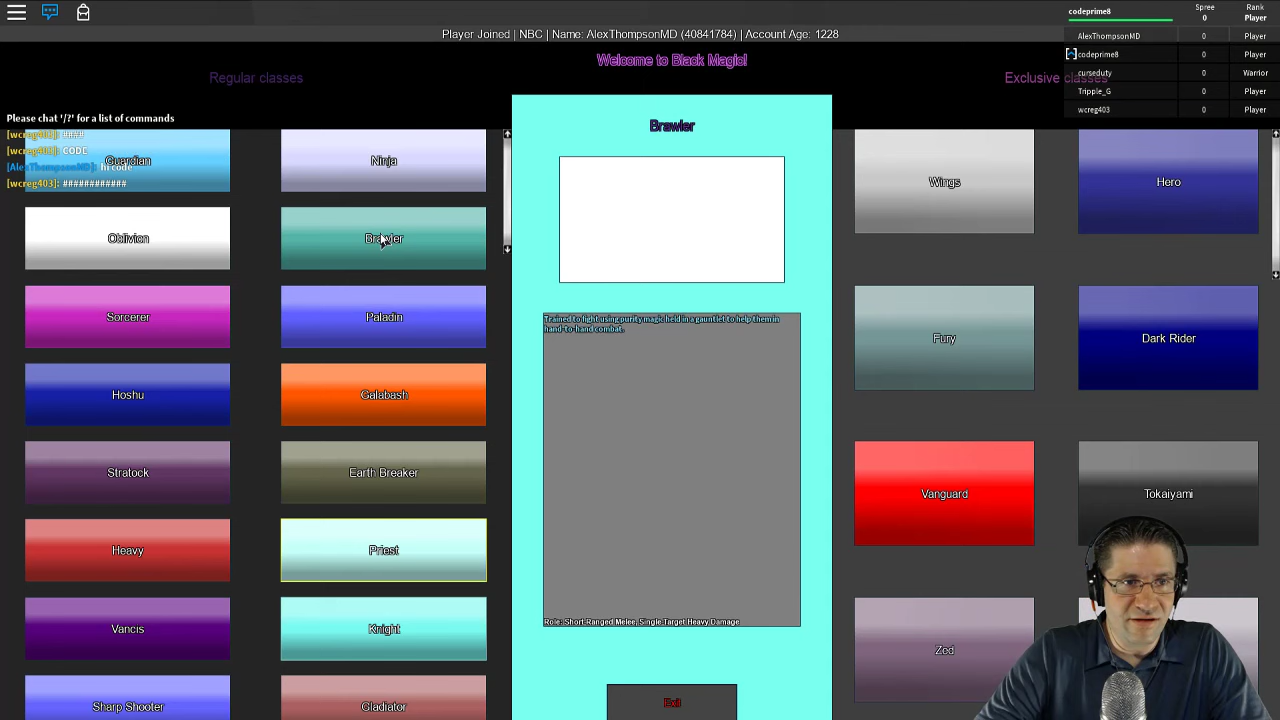 codeprime8
Spree
0
Rank
Player
Player Joined | NBC | Name: AlexThompsonMD (40841784) | Account Age: 1228
AlexThompsonMD 0 Player
codeprime8 0 Player
curseduty 0 Warrior
Tripple_G 0 Player
wcreg403 0 Player
Welcome to Black Magic!
Regular classes
Exclusive classes
Please chat '/?' for a list of commands
[wcreg403]: ####
[wcreg403]: CODE
[AlexThompsonMD]: hi code
[wcreg403]: ############
Guardian
Ninja
Oblivion
Brawler
Sorcerer
Paladin
Hoshu
Galabash
Stratock
Earth Breaker
Heavy
Priest
Vancis
Knight
Sharp Shooter
Gladiator
Brawler
Trained to fight using purity magic held in a gauntlet to help them in
hand-to-hand combat.
Role: Short-Ranged Melee, Single-Target Heavy Damage
Exit
Wings
Hero
Fury
Dark Rider
Vanguard
Tokaiyami
Zod